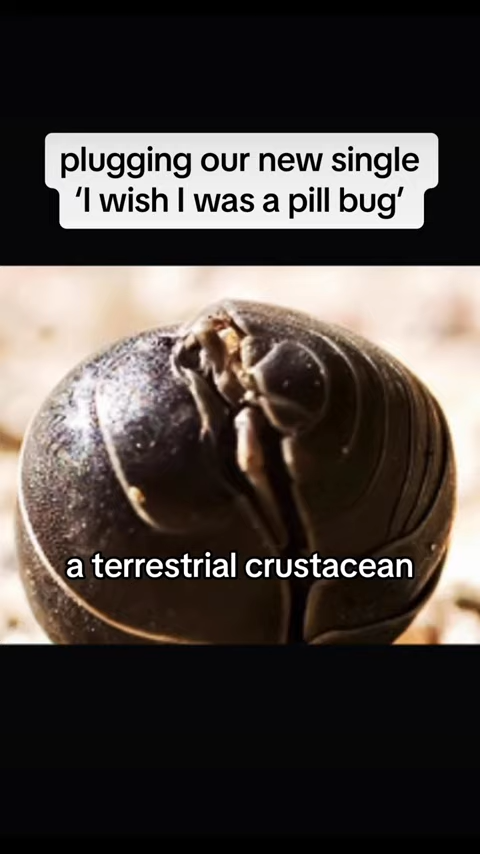 plugging our new single
‘I wish I was a pill bug’
a terrestrial crustacean